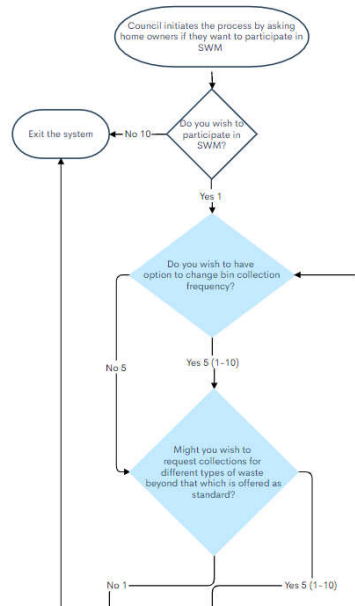 Council initiates the process by asking
home owners if they want to participate in
SWM
Exit the system
No 10
Do you wish to
participate in
SWM?
Yes 1
Do you wish to have
option to change bin collection
frequency?
No 5
Yes 5 (1-10)
Might you wish to
request collections for
different types of waste
beyond that which is offered as
standard?
No 1
Yes 5 (1-10)